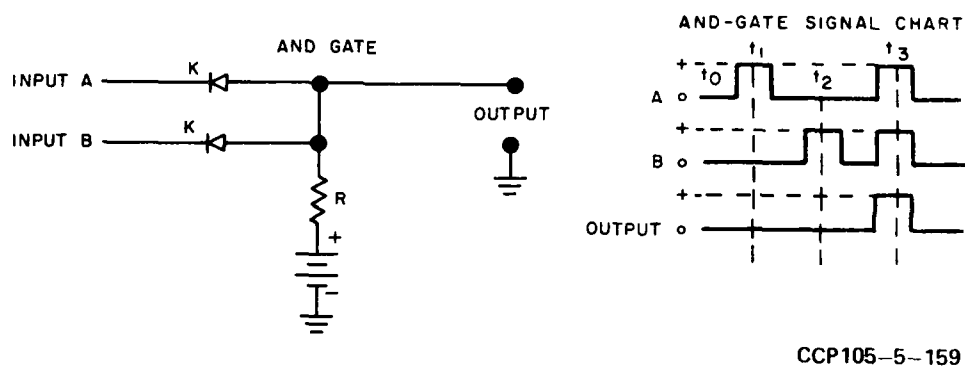 AND GATE
INPUT A
K
INPUT B
K
OUTPUT
R
+
-
AND-GATE SIGNAL CHART
t0
t1
t2
t3
+
A o
+
B o
+
OUTPUT o
CCP105-5-159